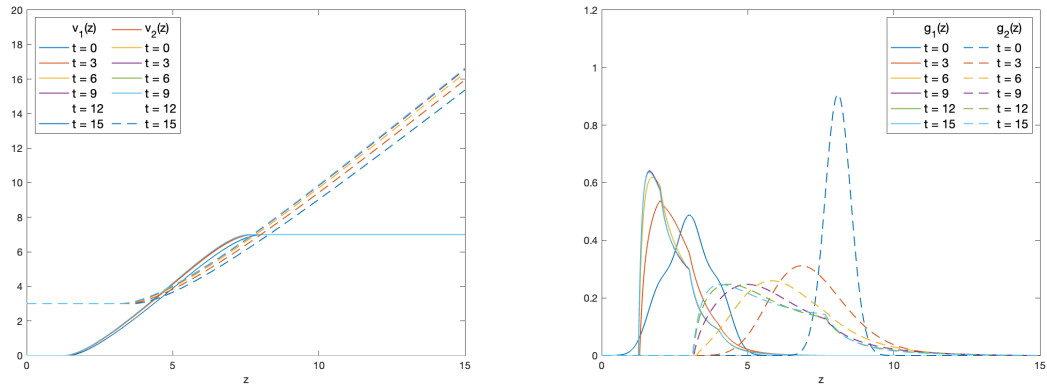 20
18
16
14
12
10
8
6
4
2
0
0 5 10 15
z
v1(z) v2(z)
t = 0 t = 0
t = 3 t = 3
t = 6 t = 6
t = 9 t = 9
t = 12 t = 12
t = 15 t = 15
1.2
1
0.8
0.6
0.4
0.2
0
0 5 10 15
z
g1(z) g2(z)
t = 0 t = 0
t = 3 t = 3
t = 6 t = 6
t = 9 t = 9
t = 12 t = 12
t = 15 t = 15